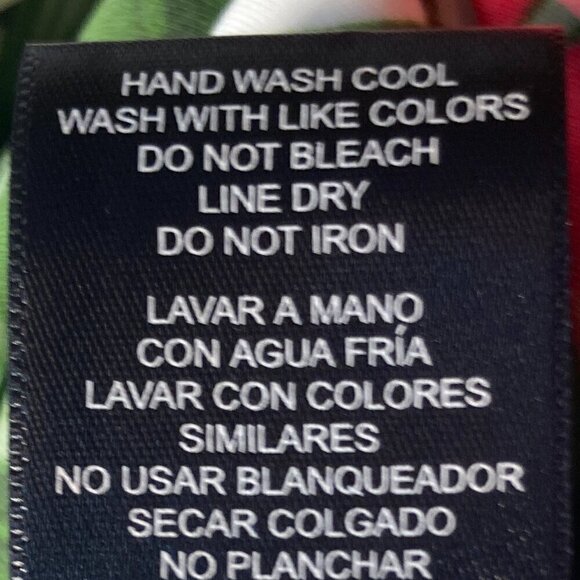 HAND WASH COOL
WASH WITH LIKE COLORS
DO NOT BLEACH
LINE DRY
DO NOT IRON
LAVAR A MANO
CON AGUA FRÍA
LAVAR CON COLORES
SIMILARES
NO USAR BLANQUEADOR
SECAR COLGADO
NO PLANCHAR